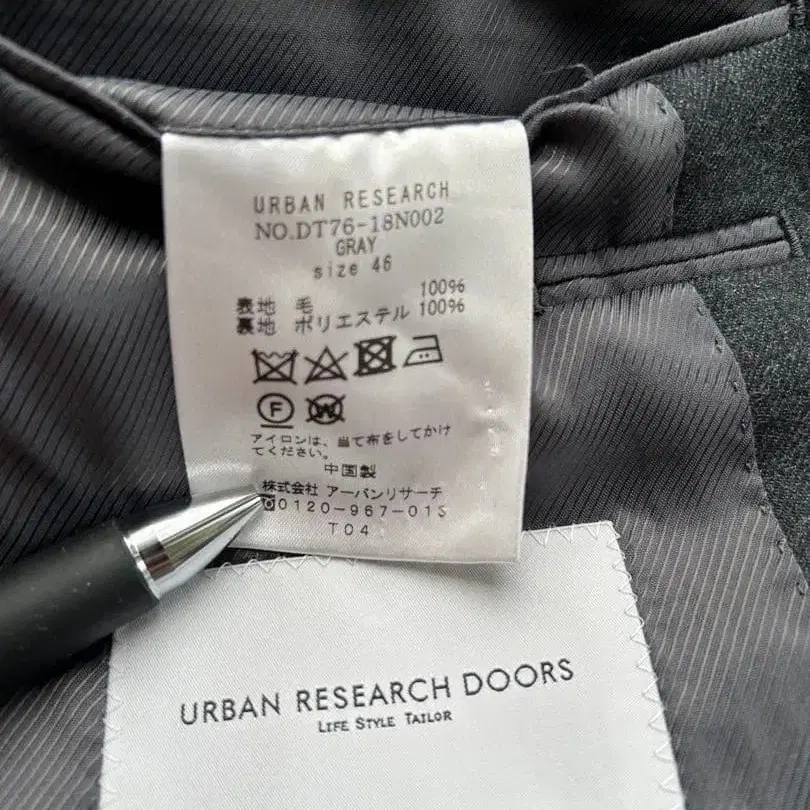 URBAN RESEARCH
NO.DT76-18N002
GRAY
size 46
表地 毛 100%
裏地 ポリエステル 100%
F W
アイロンは、当て布をしてかけ
てください。
中国製
株式会社 アーバンリサーチ
0120-967-015
T04
URBAN RESEARCH DOORS
LIFE STYLE TAILOR